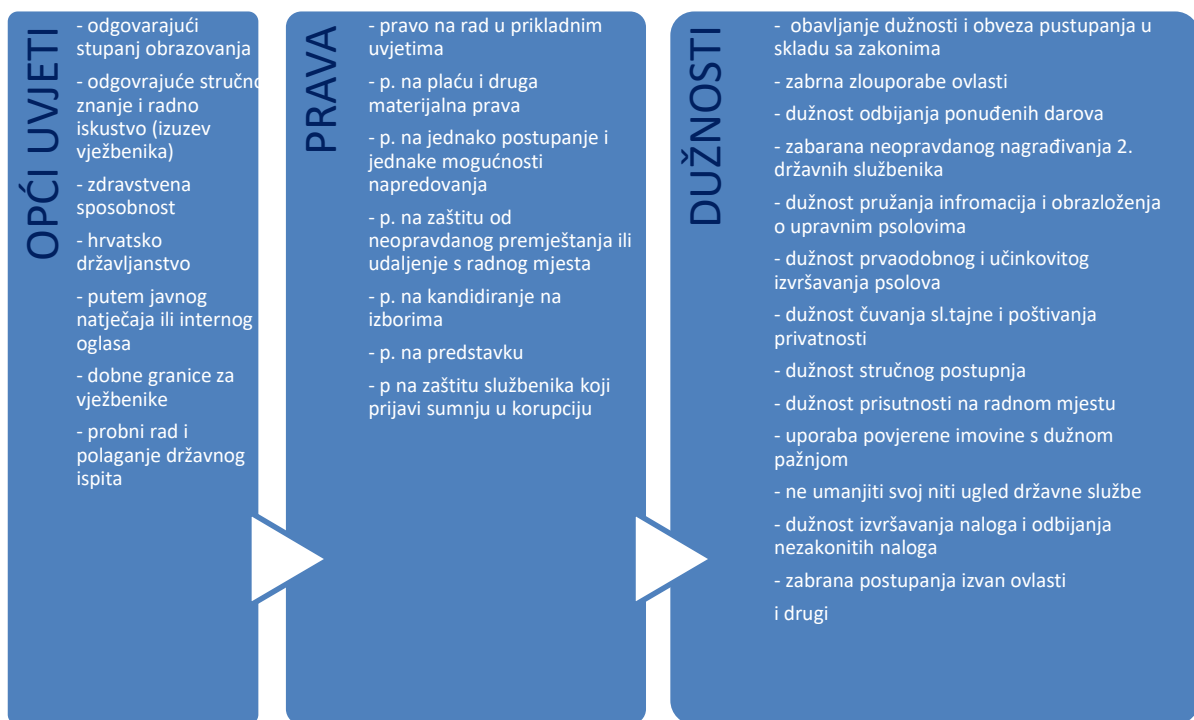 OPĆI UVJETI
- odgovarajući
stupanj obrazovanja
- odgovrajuće stručno
znanje i radno
iskustvo (izuzev
vježbenika)
- zdravstvena
sposobnost
- hrvatsko
državljanstvo
- putem javnog
natječaja ili internog
oglasa
- dobne granice za
vježbenike
- probni rad i
polaganje državnog
ispita
PRAVA
- pravo na rad u prikladnim
uvjetima
- p. na plaću i druga
materijalna prava
- p. na jednako postupanje i
jednake mogućnosti
napredovanja
- p. na zaštitu od
neopravdanog premještanja ili
udaljenje s radnog mjesta
- p. na kandidiranje na
izborima
- p. na predstavku
- p na zaštitu službenika koji
prijavi sumnju u korupciju
DUŽNOSTI
- obavljanje dužnosti i obveza pustupanja u
skladu sa zakonima
- zabrna zlouporabe ovlasti
- dužnost odbijanja ponuđenih darova
- zabarana neopravdanog nagrađivanja 2.
državnih službenika
- dužnost pružanja infromacija i obrazloženja
o upravnim psolovima
- dužnost prvaodobnog i učinkovitog
izvršavanja psolova
- dužnost čuvanja sl.tajne i poštivanja
privatnosti
- dužnost stručnog postupnja
- dužnost prisutnosti na radnom mjestu
- uporaba povjerene imovine s dužnom
pažnjom
- ne umanjiti svoj niti ugled državne službe
- dužnost izvršavanja naloga i odbijanja
nezakonitih naloga
- zabrana postupanja izvan ovlasti
i drugi